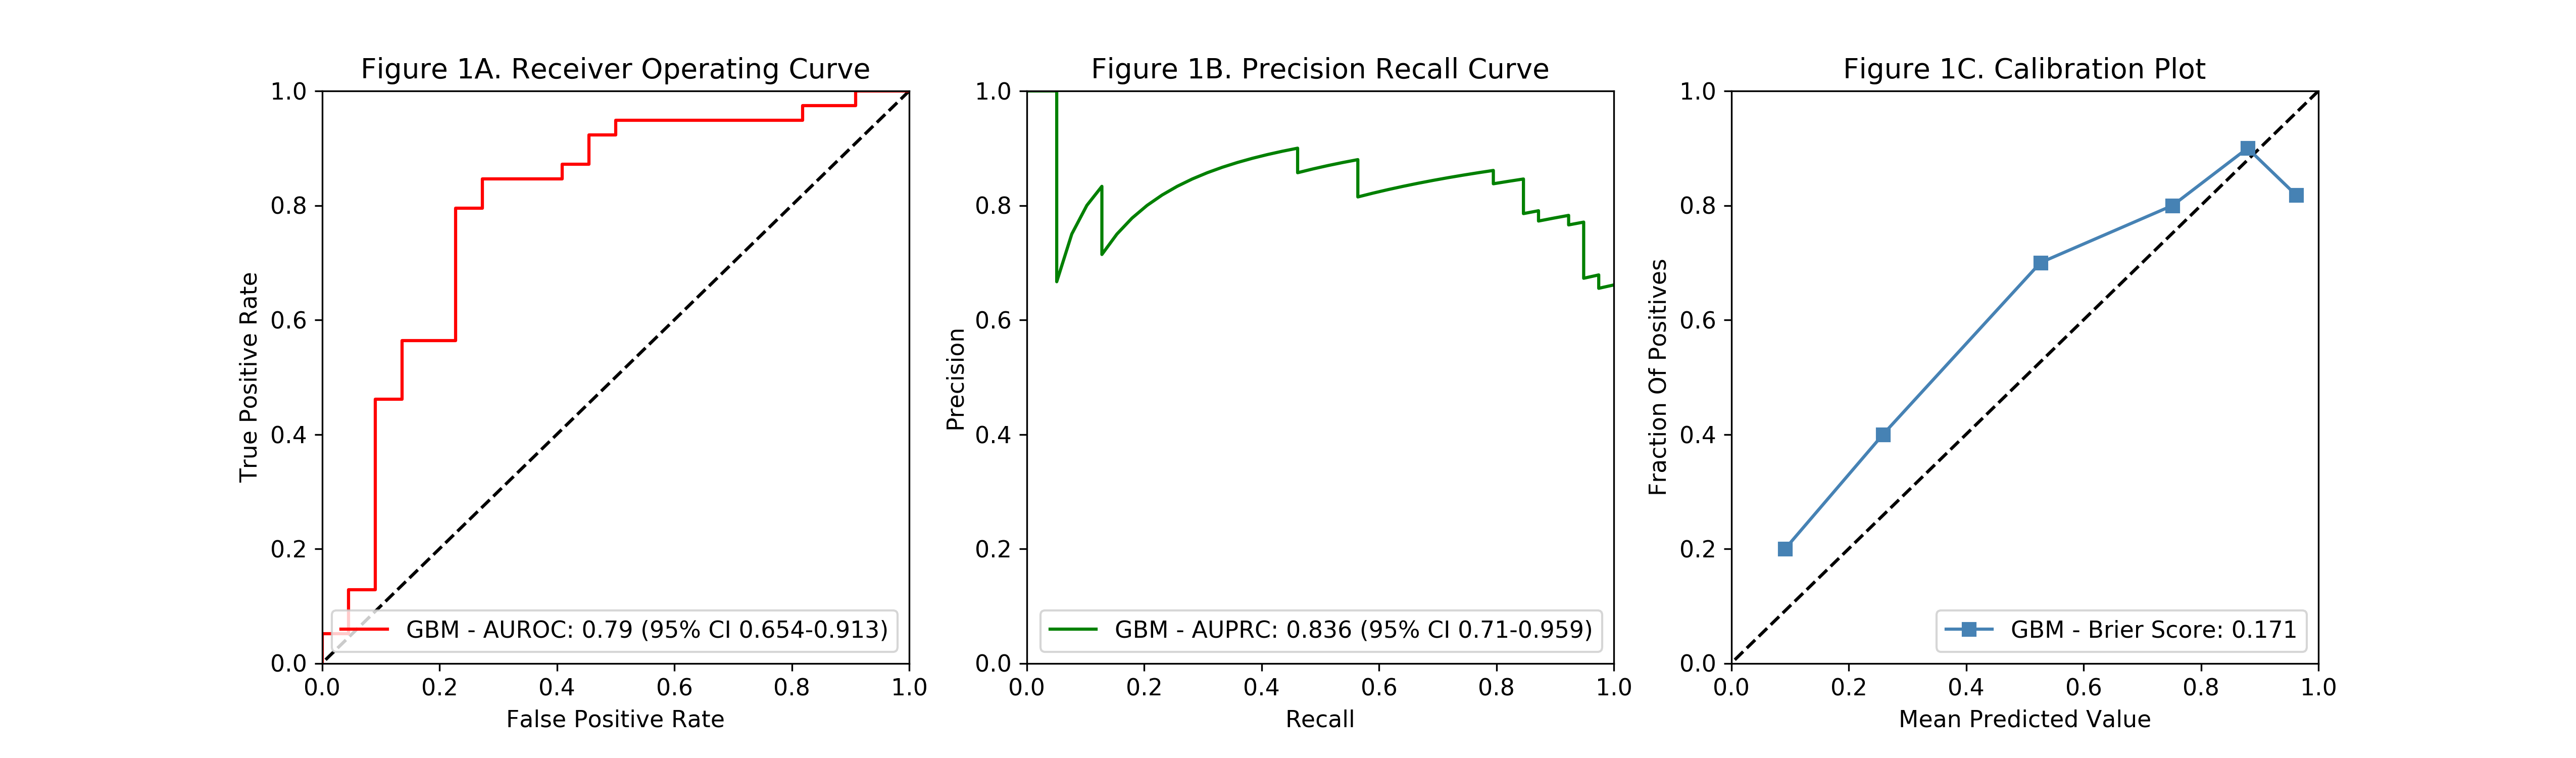 Figure 1A. Receiver Operating Curve
1.0
0.8
0.6
0.4
0.2
0.0
True Positive Rate
GBM - AUROC: 0.79 (95% CI 0.654-0.913)
0.0 0.2 0.4 0.6 0.8 1.0
False Positive Rate
Figure 1B. Precision Recall Curve
1.0
0.8
0.6
0.4
0.2
0.0
Precision
GBM - AUPRC: 0.836 (95% CI 0.71-0.959)
0.0 0.2 0.4 0.6 0.8 1.0
Recall
Figure 1C. Calibration Plot
1.0
0.8
0.6
0.4
0.2
0.0
Fraction Of Positives
GBM - Brier Score: 0.171
0.0 0.2 0.4 0.6 0.8 1.0
Mean Predicted Value